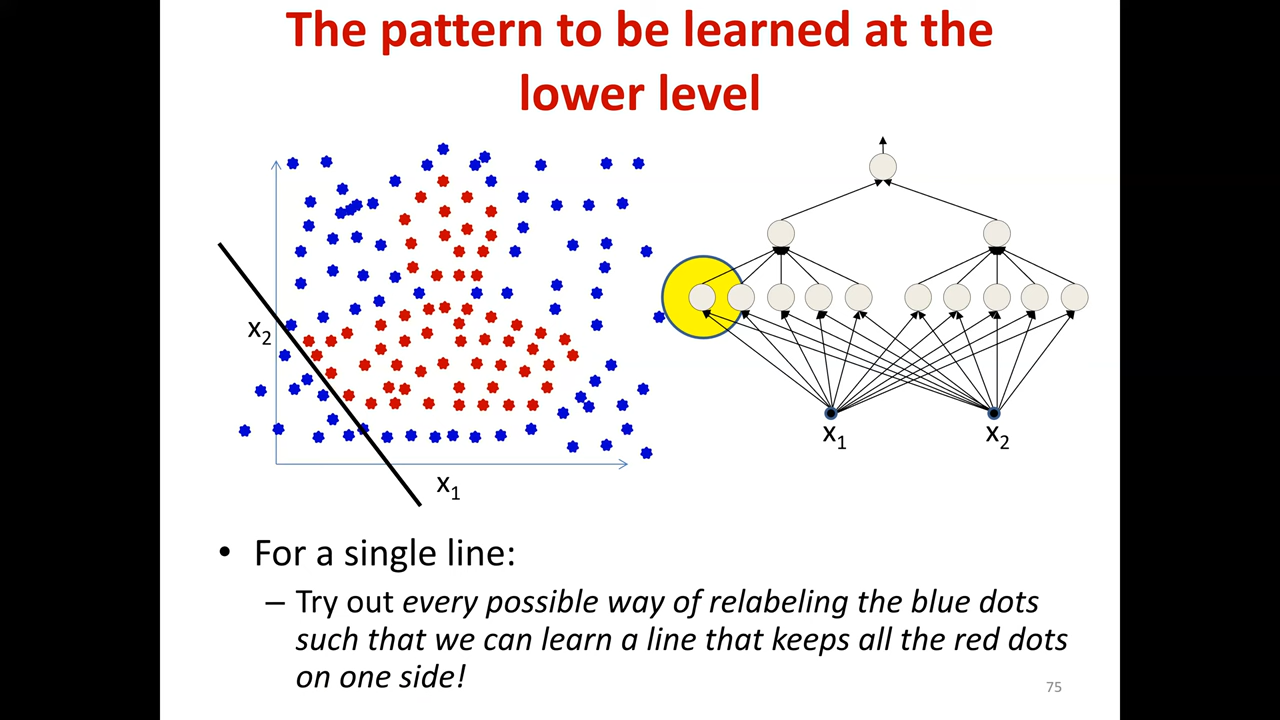 The pattern to be learned at the
lower level
x2
x1
x1
x2
• For a single line:
– Try out every possible way of relabeling the blue dots
such that we can learn a line that keeps all the red dots
on one side!
75